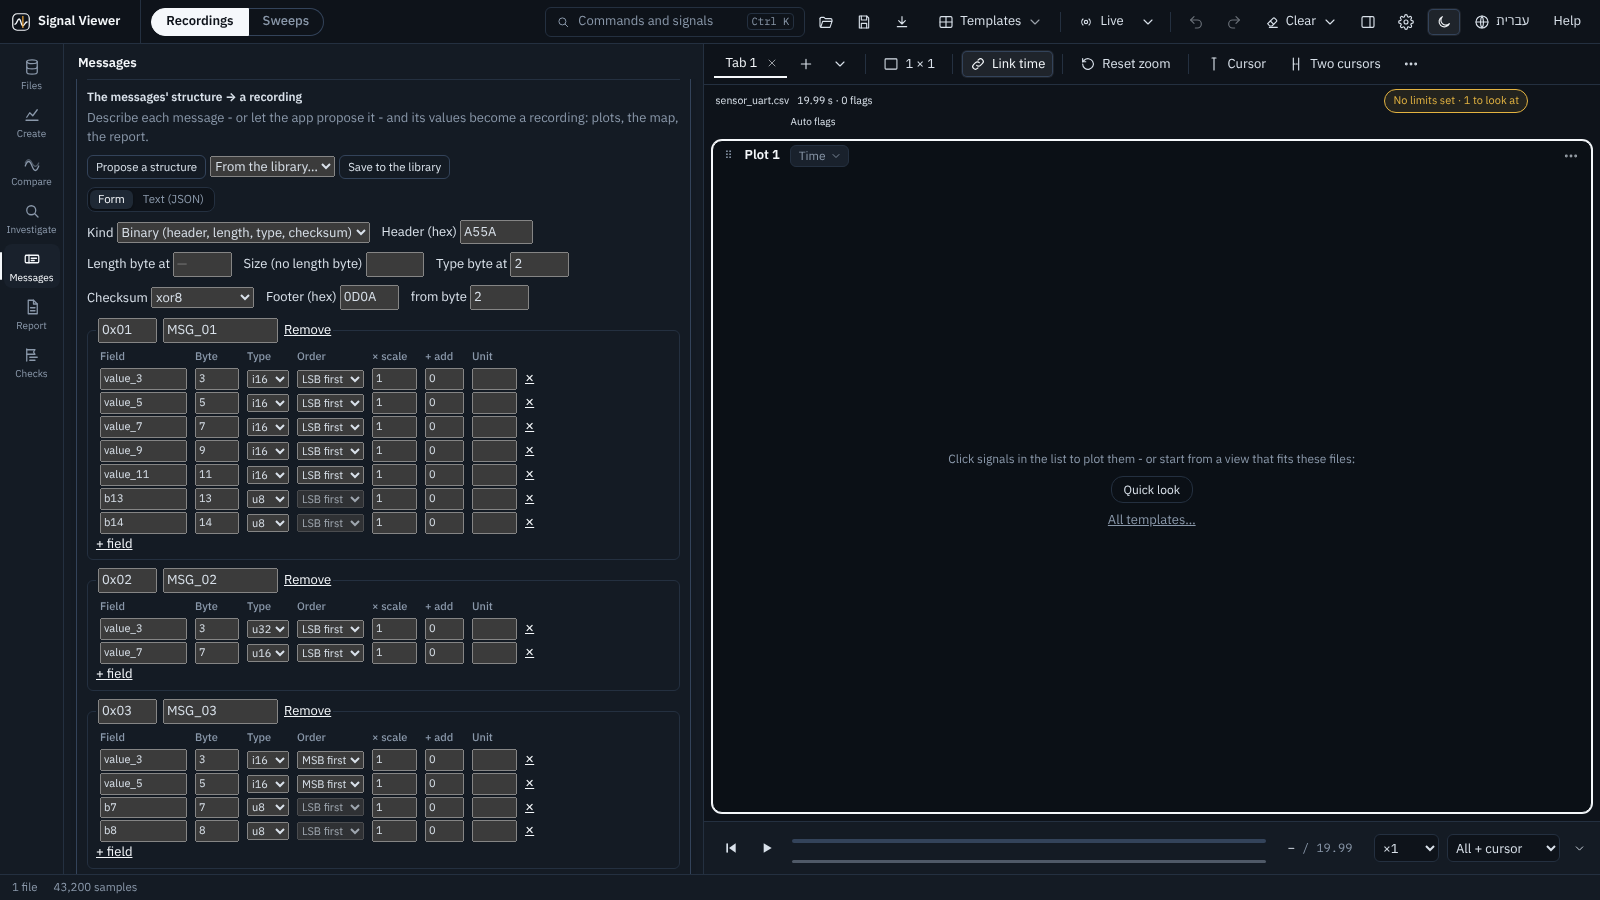 Signal Viewer
Recordings Sweeps
Commands and signals Ctrl K
Templates
Live
Clear
עברית
Help
Files
Create
Compare
Investigate
Messages
Report
Checks
Messages
The messages' structure → a recording
Describe each message - or let the app propose it - and its values become a recording: plots, the map,
the report.
Propose a structure From the library... Save to the library
Form Text (JSON)
Kind Binary (header, length, type, checksum) Header (hex) A55A
Length byte at — Size (no length byte) Type byte at 2
Checksum xor8 Footer (hex) 0D0A from byte 2
0x01 MSG_01 Remove
Field Byte Type Order × scale + add Unit
value_3 3 i16 LSB first 1 0 ×
value_5 5 i16 LSB first 1 0 ×
value_7 7 i16 LSB first 1 0 ×
value_9 9 i16 LSB first 1 0 ×
value_11 11 i16 LSB first 1 0 ×
b13 13 u8 LSB first 1 0 ×
b14 14 u8 LSB first 1 0 ×
+ field
0x02 MSG_02 Remove
Field Byte Type Order × scale + add Unit
value_3 3 u32 LSB first 1 0 ×
value_7 7 u16 LSB first 1 0 ×
+ field
0x03 MSG_03 Remove
Field Byte Type Order × scale + add Unit
value_3 3 i16 MSB first 1 0 ×
value_5 5 i16 MSB first 1 0 ×
b7 7 u8 LSB first 1 0 ×
b8 8 u8 LSB first 1 0 ×
+ field
Tab 1 × + 1 × 1 Link time Reset zoom Cursor Two cursors
sensor_uart.csv 19.99 s · 0 flags
No limits set · 1 to look at
Auto flags
Plot 1 Time
Click signals in the list to plot them - or start from a view that fits these files:
Quick look
All templates...
– / 19.99 ×1 All + cursor
1 file 43,200 samples